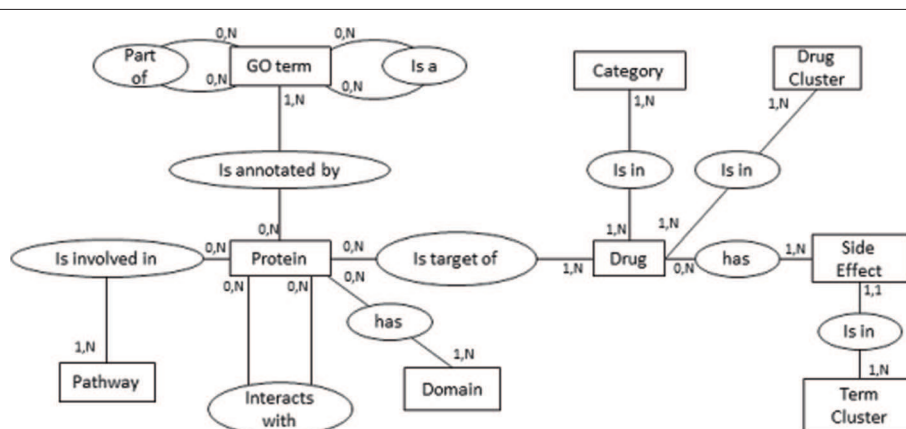 0,N
0,N
Part
of
GO term
Is a
0,N
0,N
1,N
Category
Drug
Cluster
1,N
1,N
Is annotated by
Is in
Is in
0,N
1,N
1,N
Is involved in
0,N
Protein
0,N
Is target of
1,N
Drug
0,N
has
1,N
Side
Effect
0,N
0,N
0,N
1,1
has
Is in
1,N
1,N
1,N
Pathway
Interacts
with
Domain
Term
Cluster